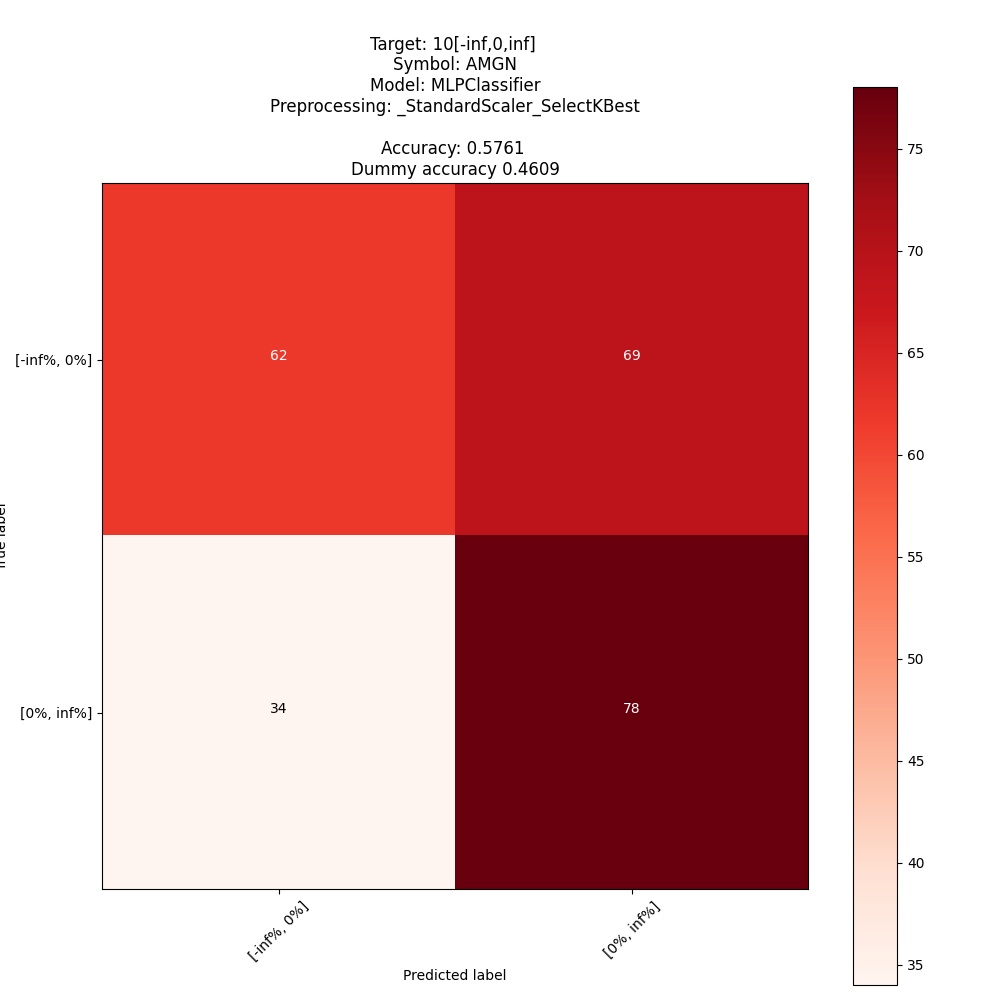 Target: 10[-inf,0,inf]
Symbol: AMGN
Model: MLPClassifier
Preprocessing: _StandardScaler_SelectKBest
Accuracy: 0.5761
Dummy accuracy 0.4609
75
70
65
60
55
50
45
40
35
[-inf%, 0%]
62
69
[0%, inf%]
34
78
[-inf%, 0%]
[0%, inf%]
Predicted label